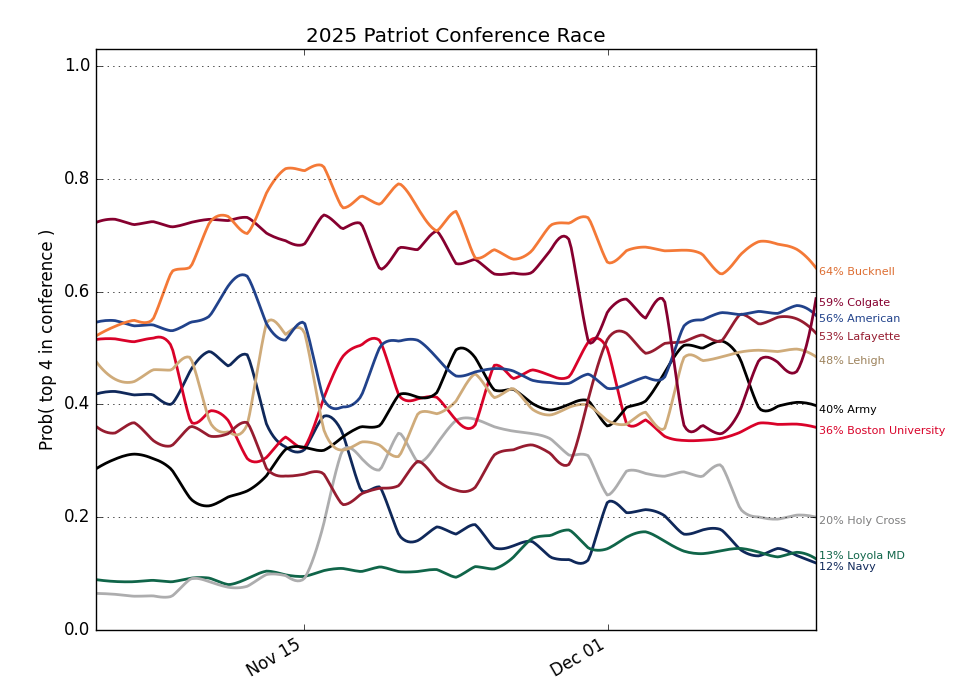 2025 Patriot Conference Race
Prob( top 4 in conference )
1.0
0.8
0.6
0.4
0.2
0.0
Nov 15
Dec 01
64% Bucknell
59% Colgate
56% American
53% Lafayette
48% Lehigh
40% Army
36% Boston University
20% Holy Cross
13% Loyola MD
12% Navy